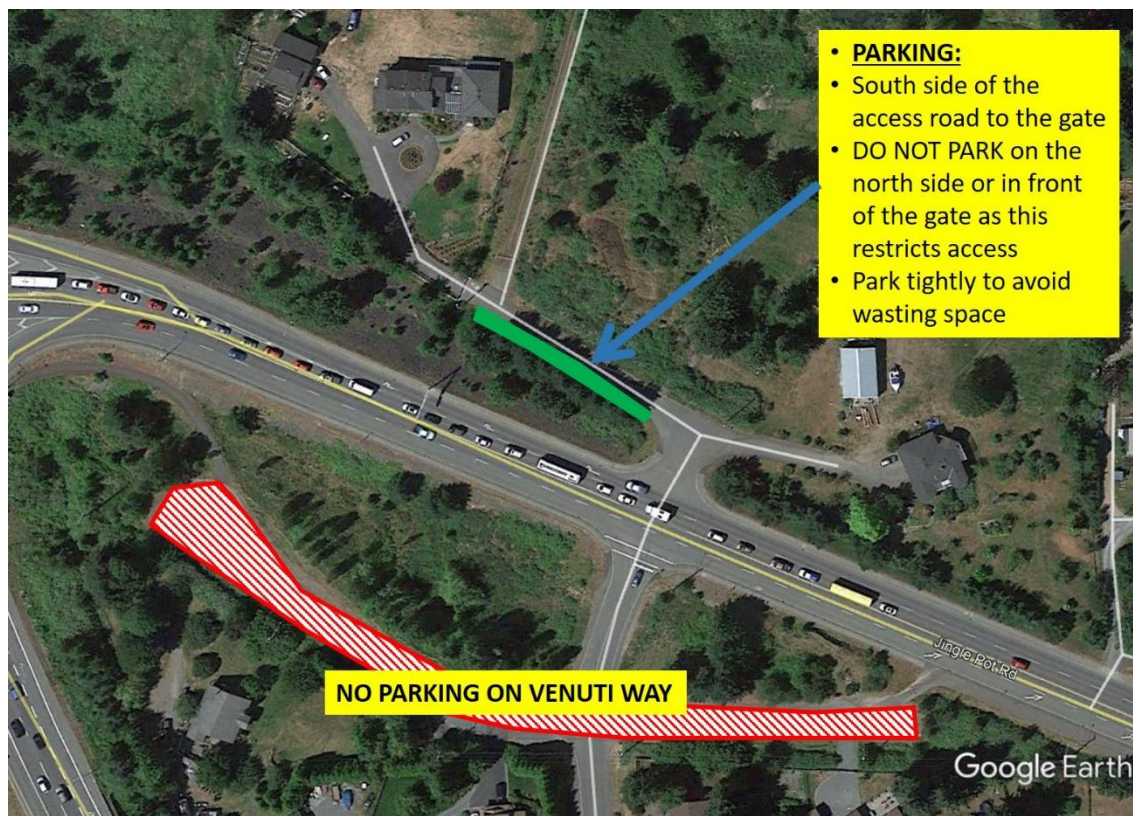 • PARKING:
• South side of the
access road to the gate
• DO NOT PARK on the
north side or in front
of the gate as this
restricts access
• Park tightly to avoid
wasting space
Jingle Pot Rd
NO PARKING ON VENUTI WAY
Google Earth